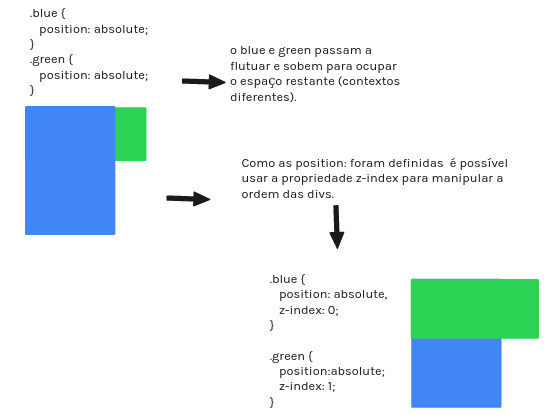 .blue {
position: absolute;
}
.green {
position: absolute;
}
o blue e green passam a
flutuar e sobem para ocupar
o espaço restante (contextos
diferentes).
Como as position: foram definidas é possível
usar a propriedade z-index para manipular a
ordem das divs.
.blue {
position: absolute,
z-index: 0;
}
.green {
position:absolute;
z-index: 1;
}